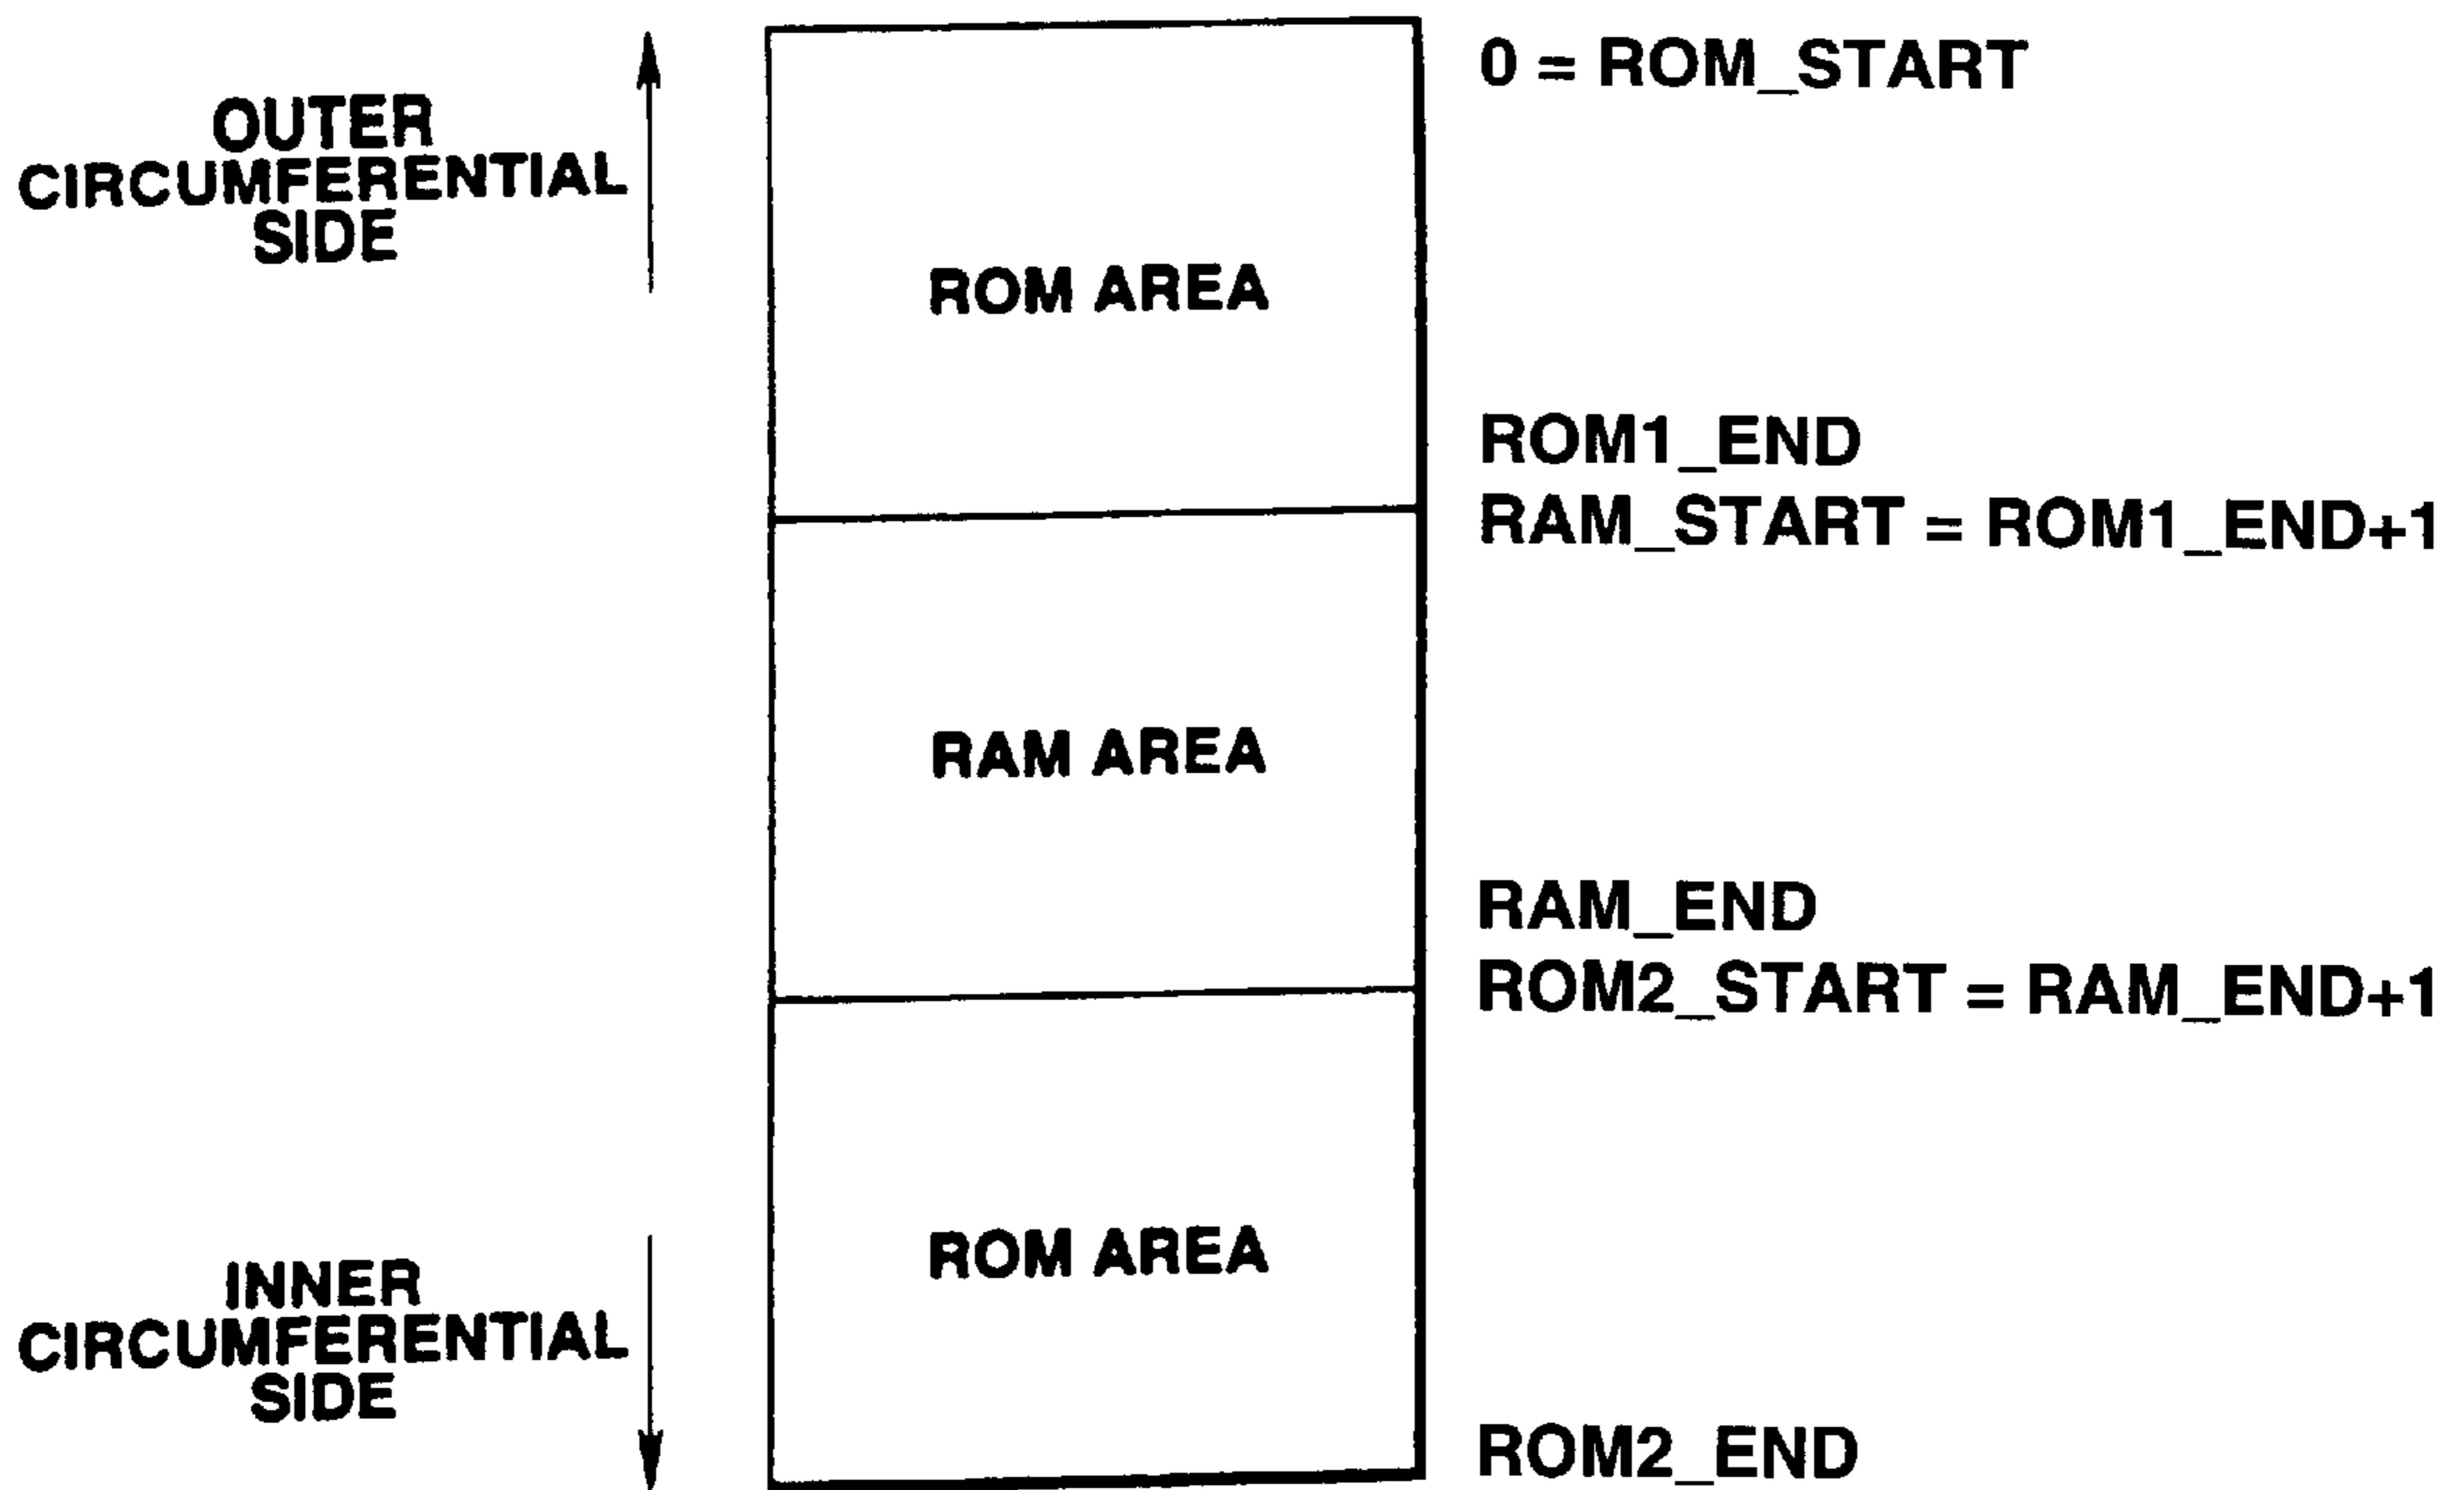 0 = ROM_START
OUTER
CIRCUMFERENTIAL
SIDE
ROM AREA
ROM1_END
RAM_START = ROM1_END+1
RAM AREA
RAM_END
ROM2_START = RAM_END+1
ROM AREA
INNER
CIRCUMFERENTIAL
SIDE
ROM2_END